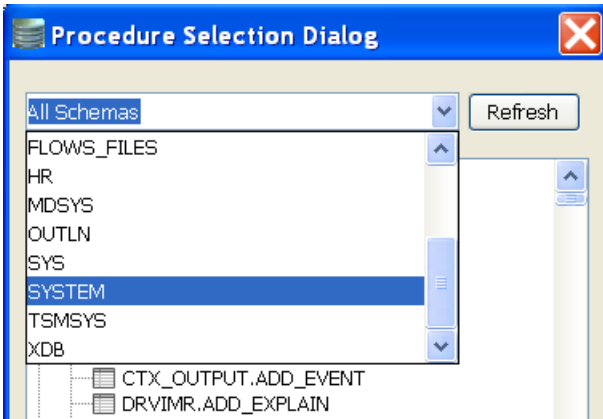 Procedure Selection Dialog
All Schemas
Refresh
FLOWS_FILES
HR
MDSYS
OUTLN
SYS
SYSTEM
TSMSYS
XDB
CTX_OUTPUT.ADD_EVENT
DRVIMR.ADD_EXPLAIN